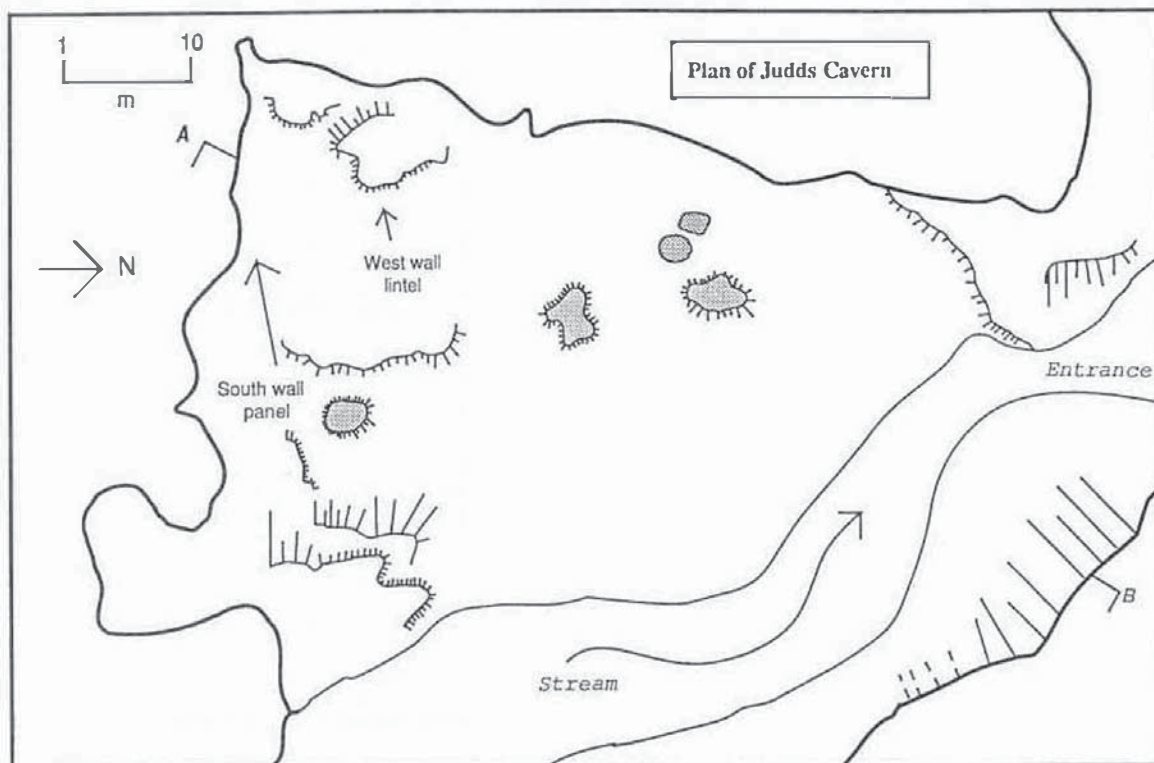 1 10
m
Plan of Judds Cavern
A
N
West wall
lintel
South wall
panel
Entrance
B
Stream